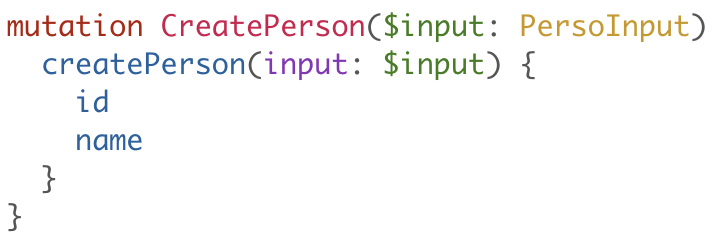 mutation CreatePerson($input: PersoInput)
  createPerson(input: $input) {
    id
    name
  }
}